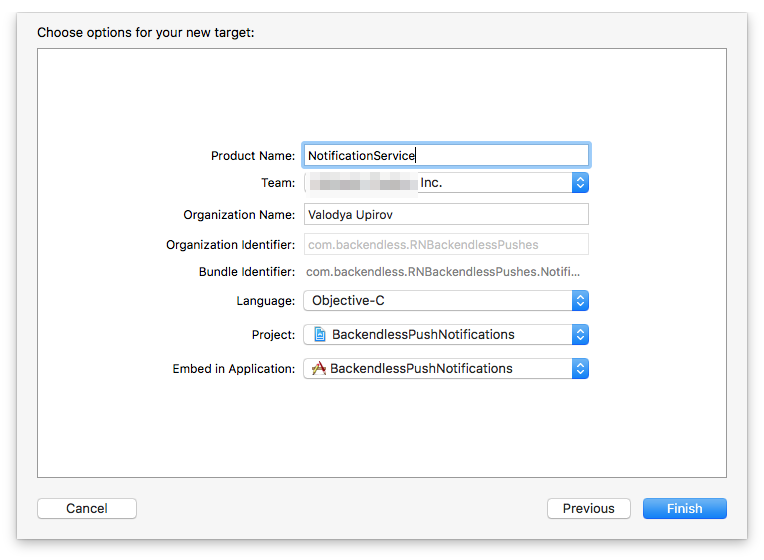 Choose options for your new target:
Product Name: NotificationService
Team: Inc.
Organization Name: Valodya Upirov
Organization Identifier: com.backendless.RNBackendlessPushes
Bundle Identifier: com.backendless.RNBackendlessPushes.Notifi...
Language: Objective-C
Project: BackendlessPushNotifications
Embed in Application: BackendlessPushNotifications
Cancel Previous Finish